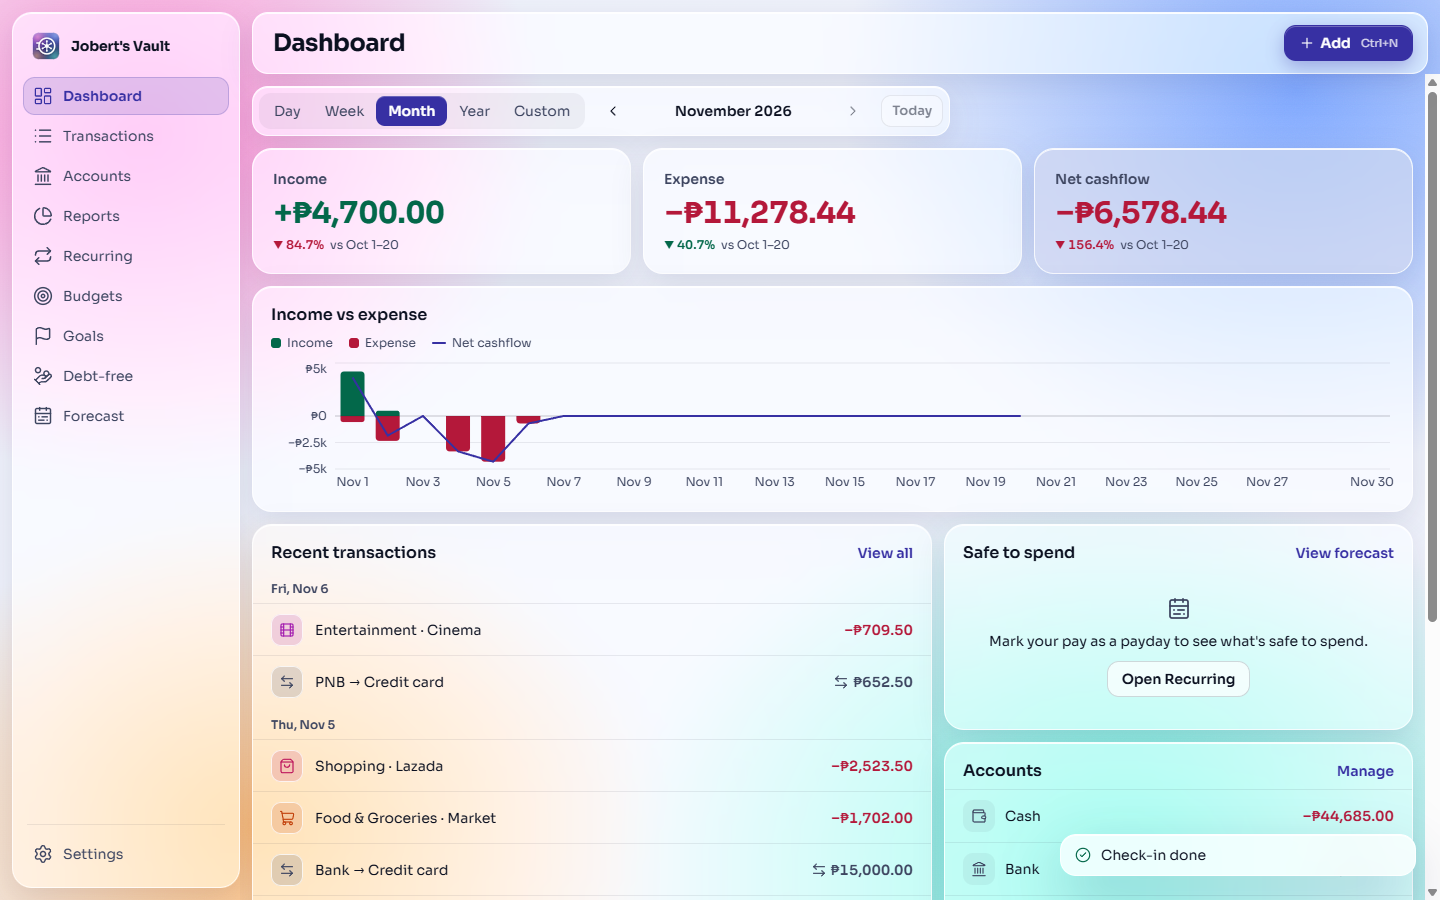 Jobert's Vault
Dashboard
Transactions
Accounts
Reports
Recurring
Budgets
Goals
Debt-free
Forecast
Settings
Dashboard
Add Ctrl+N
Day Week Month Year Custom
November 2026
Today
Income
+₱4,700.00
▼ 84.7% vs Oct 1–20
Expense
−₱11,278.44
▼ 40.7% vs Oct 1–20
Net cashflow
−₱6,578.44
▼ 156.4% vs Oct 1–20
Income vs expense
Income Expense Net cashflow
₱5k
₱0
−₱2.5k
−₱5k
Nov 1 Nov 3 Nov 5 Nov 7 Nov 9 Nov 11 Nov 13 Nov 15 Nov 17 Nov 19 Nov 21 Nov 23 Nov 25 Nov 27 Nov 30
Recent transactions View all
Fri, Nov 6
Entertainment · Cinema −₱709.50
PNB → Credit card ₱652.50
Thu, Nov 5
Shopping · Lazada −₱2,523.50
Food & Groceries · Market −₱1,702.00
Bank → Credit card ₱15,000.00
Safe to spend View forecast
Mark your pay as a payday to see what's safe to spend.
Open Recurring
Accounts Manage
Cash −₱44,685.00
Bank
Check-in done